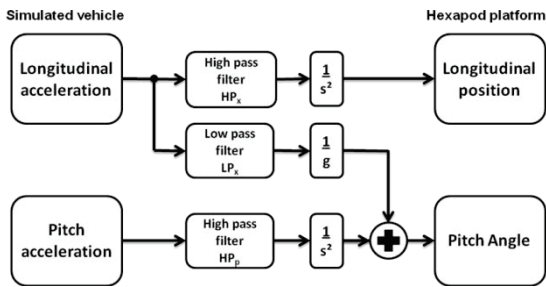 Simulated vehicle
Hexapod platform
Longitudinal
acceleration
High pass
filter
HPx
1
s²
Longitudinal
position
Low pass
filter
LPx
1
g
Pitch
acceleration
High pass
filter
HPp
1
s²
Pitch Angle